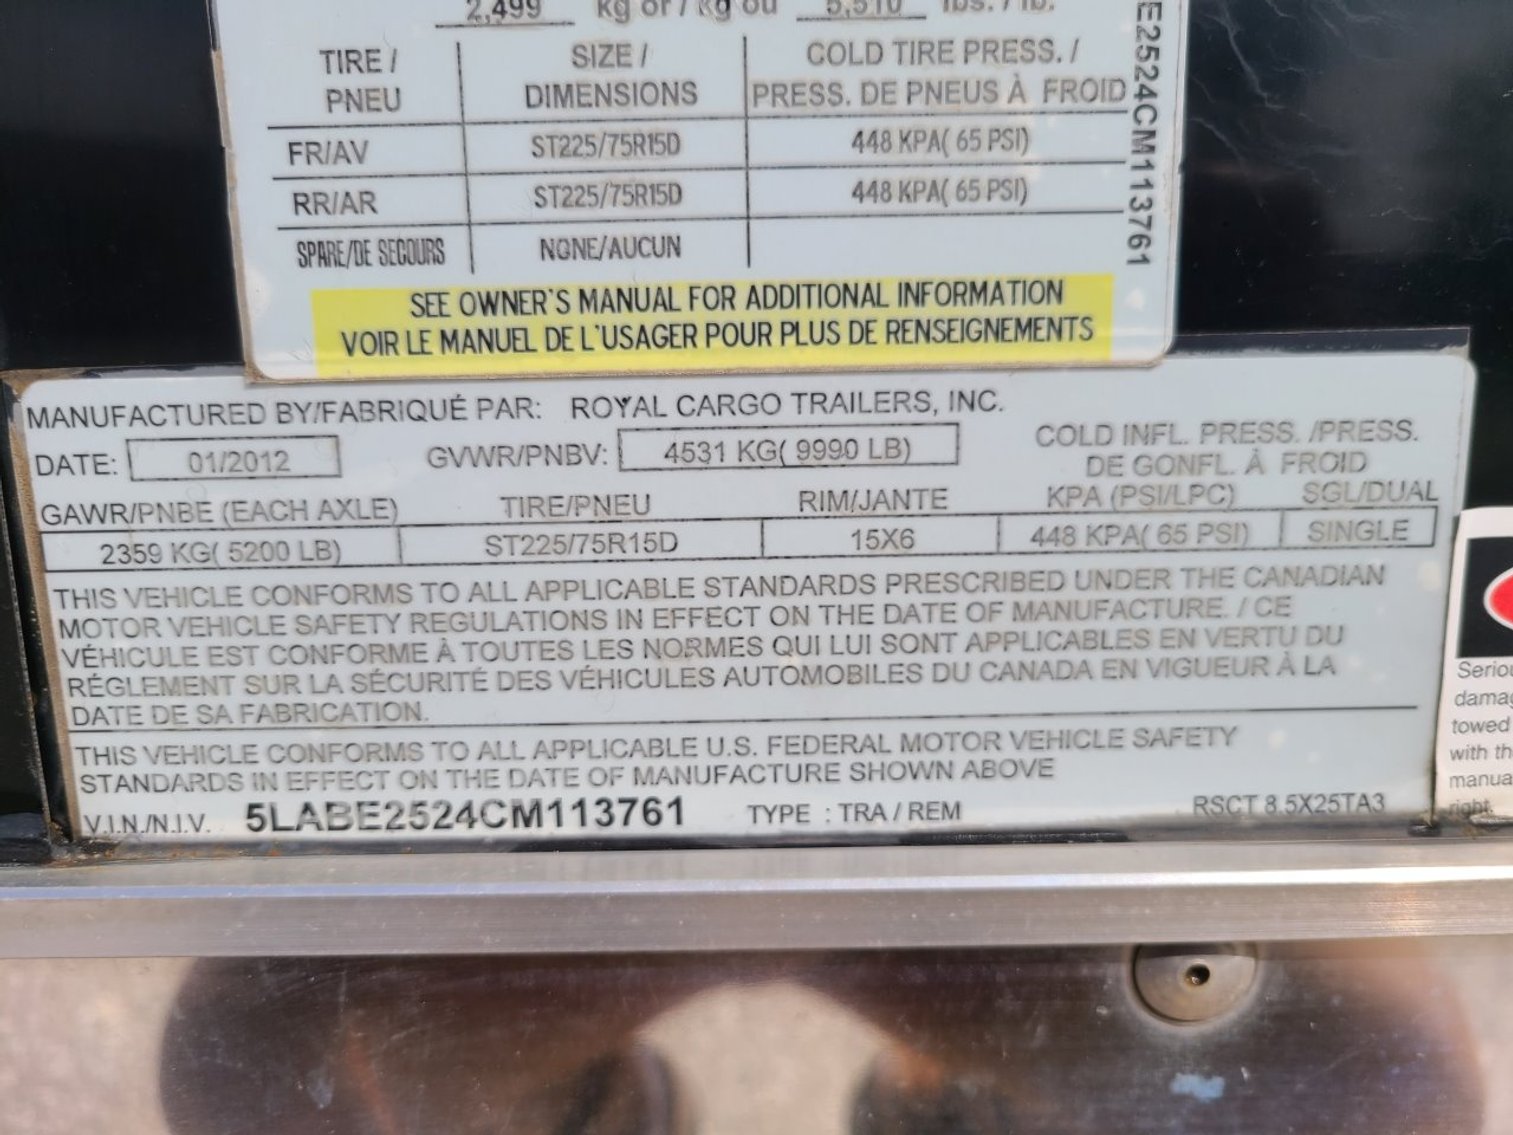 2,499 kg or / kg ou 5,510 lbs. / lb.
TIRE / SIZE / COLD TIRE PRESS. /
PNEU DIMENSIONS PRESS. DE PNEUS À FROID
FR/AV ST225/75R15D 448 KPA( 65 PSI)
RR/AR ST225/75R15D 448 KPA( 65 PSI)
SPARE/DE SECOURS NONE/AUCUN
SEE OWNER'S MANUAL FOR ADDITIONAL INFORMATION
VOIR LE MANUEL DE L'USAGER POUR PLUS DE RENSEIGNEMENTS
E2524CM113761
MANUFACTURED BY/FABRIQUÉ PAR: ROYAL CARGO TRAILERS, INC.
DATE: 01/2012 GVWR/PNBV: 4531 KG( 9990 LB) COLD INFL. PRESS. /PRESS.
DE GONFL. À FROID
GAWR/PNBE (EACH AXLE) TIRE/PNEU RIM/JANTE KPA (PSI/LPC) SGL/DUAL
2359 KG( 5200 LB) ST225/75R15D 15X6 448 KPA( 65 PSI) SINGLE
THIS VEHICLE CONFORMS TO ALL APPLICABLE STANDARDS PRESCRIBED UNDER THE CANADIAN
MOTOR VEHICLE SAFETY REGULATIONS IN EFFECT ON THE DATE OF MANUFACTURE. / CE
VÉHICULE EST CONFORME À TOUTES LES NORMES QUI LUI SONT APPLICABLES EN VERTU DU
RÉGLEMENT SUR LA SÉCURITÉ DES VÉHICULES AUTOMOBILES DU CANADA EN VIGUEUR À LA
DATE DE SA FABRICATION.
THIS VEHICLE CONFORMS TO ALL APPLICABLE U.S. FEDERAL MOTOR VEHICLE SAFETY
STANDARDS IN EFFECT ON THE DATE OF MANUFACTURE SHOWN ABOVE
V.I.N./N.I.V. 5LABE2524CM113761 TYPE : TRA / REM RSCT 8.5X25TA3
Seriou
damag
towed
with th
manua
right.